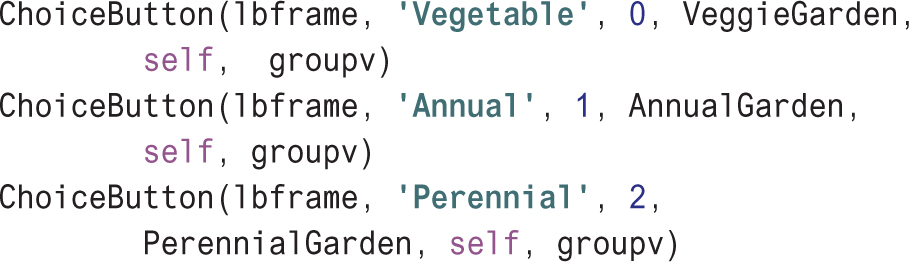 ChoiceButton(lbframe, 'Vegetable', 0, VeggieGarden,
        self,  groupv)
ChoiceButton(lbframe, 'Annual', 1, AnnualGarden,
        self, groupv)
ChoiceButton(lbframe, 'Perennial', 2,
        PerennialGarden, self, groupv)